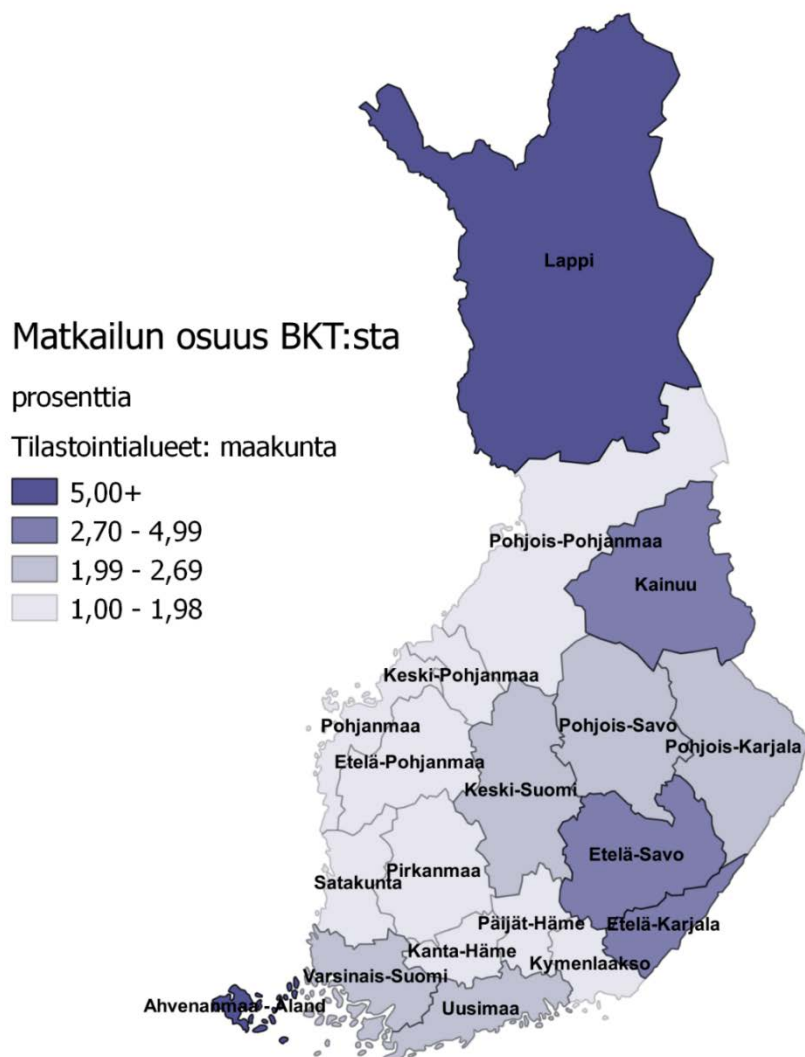 Lappi
Matkailun osuus BKT:sta
prosenttia
Tilastointialueet: maakunta
5,00+
2,70 - 4,99
1,99 - 2,69
1,00 - 1,98
Pohjois-Pohjanmaa
Kainuu
Keski-Pohjanmaa
Pohjanmaa
Pohjois-Savo
Pohjois-Karjala
Etelä-Pohjanmaa
Keski-Suomi
Etelä-Savo
Pirkanmaa
Satakunta
Päijät-Häme
Etelä-Karjala
Kanta-Häme
Kymenlaakso
Varsinais-Suomi
Ahvenanmaa - Åland
Uusimaa